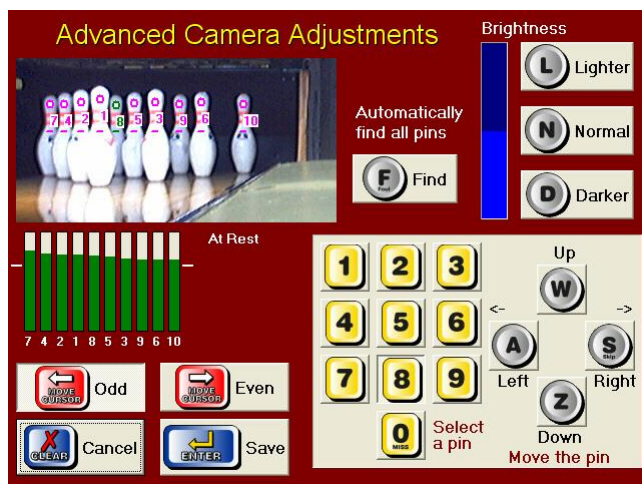 Advanced Camera Adjustments
Brightness
7 4 2 1 8 5 3 9 6 10
Automatically
find all pins
F Find
Find
L
Lighter
N
Normal
D
Darker
At Rest
7 4 2 1 8 5 3 9 6 10
MOVE
CURSOR
Odd
MOVE
CURSOR
Even
X
CLEAR
Cancel
ENTER
Save
1 2 3
4 5 6
7 8 9
0
MISS
Select
a pin
Up
W
<- ->
A
S
Skip
Left
Right
Z
Down
Move the pin